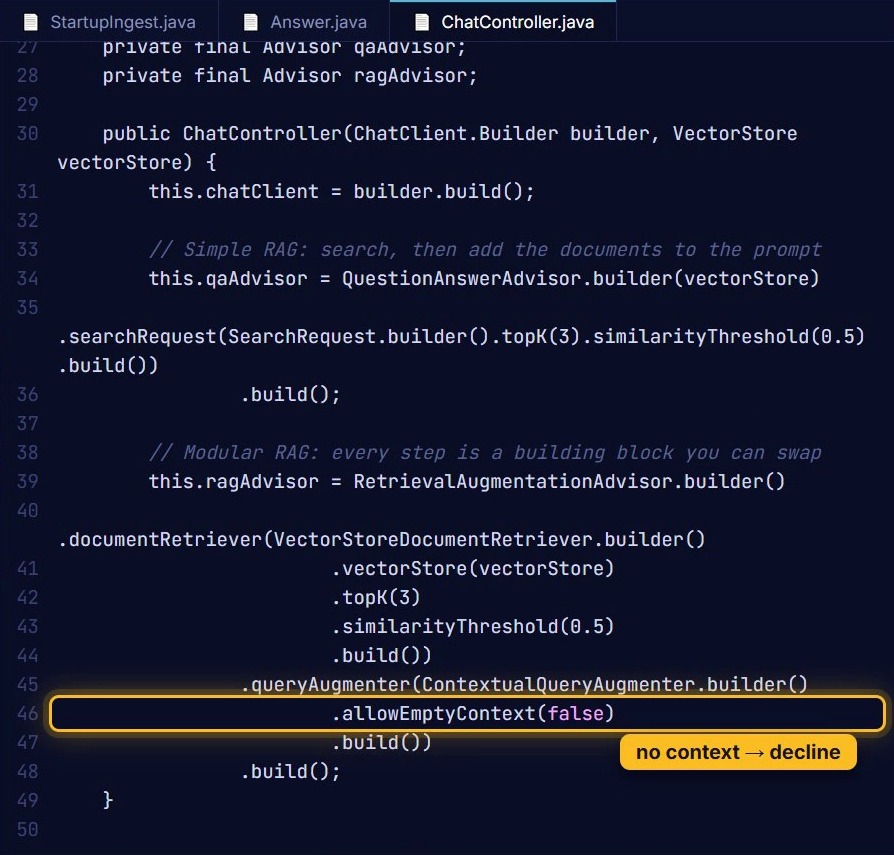 StartupIngest.java Answer.java ChatController.java
27 private final Advisor qaAdvisor;
28 private final Advisor ragAdvisor;
29
30 public ChatController(ChatClient.Builder builder, VectorStore
vectorStore) {
31 this.chatClient = builder.build();
32
33 // Simple RAG: search, then add the documents to the prompt
34 this.qaAdvisor = QuestionAnswerAdvisor.builder(vectorStore)
35
.searchRequest(SearchRequest.builder().topK(3).similarityThreshold(0.5)
.build())
36 .build();
37
38 // Modular RAG: every step is a building block you can swap
39 this.ragAdvisor = RetrievalAugmentationAdvisor.builder()
40
.documentRetriever(VectorStoreDocumentRetriever.builder()
41 .vectorStore(vectorStore)
42 .topK(3)
43 .similarityThreshold(0.5)
44 .build())
45 .queryAugmenter(ContextualQueryAugmenter.builder()
46 .allowEmptyContext(false)
47 .build())
no context → decline
48 .build();
49 }
50